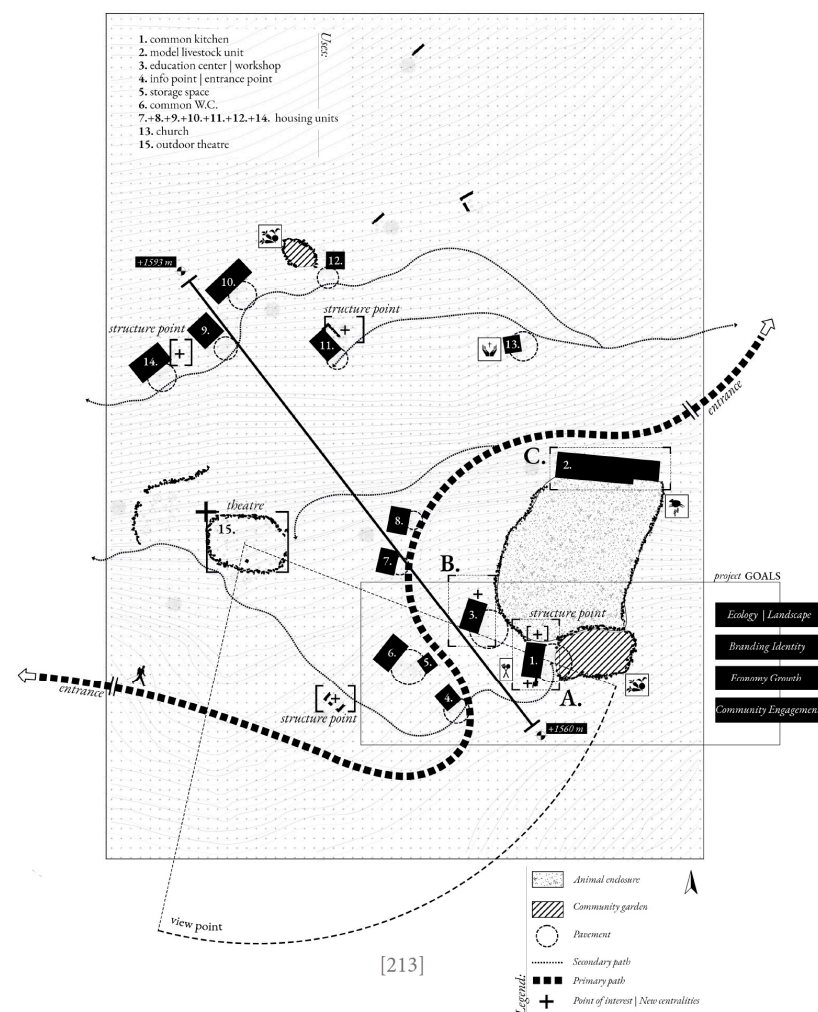 1. common kitchen
2. model livestock unit
3. education center | workshop
4. info point | entrance point
5. storage space
6. common W.C.
7.+8.+9.+10.+11.+12.+14. housing units
13. church
15. outdoor theatre
Uses:
+1593 m
10.
12.
structure point
structure point
9.
11.
13.
14.
entrance
C.
2.
theatre
15.
8.
B.
7.
project GOALS
Ecology | Landscape
structure point
3.
Branding Identity
6.
5.
1.
Economy Growth
entrance
4.
A.
Community Engagemen
structure point
+1560 m
view point
Animal enclosure
Community garden
Pavement
Secondary path
Primary path
Point of interest | New centralities
Legend:
[213]